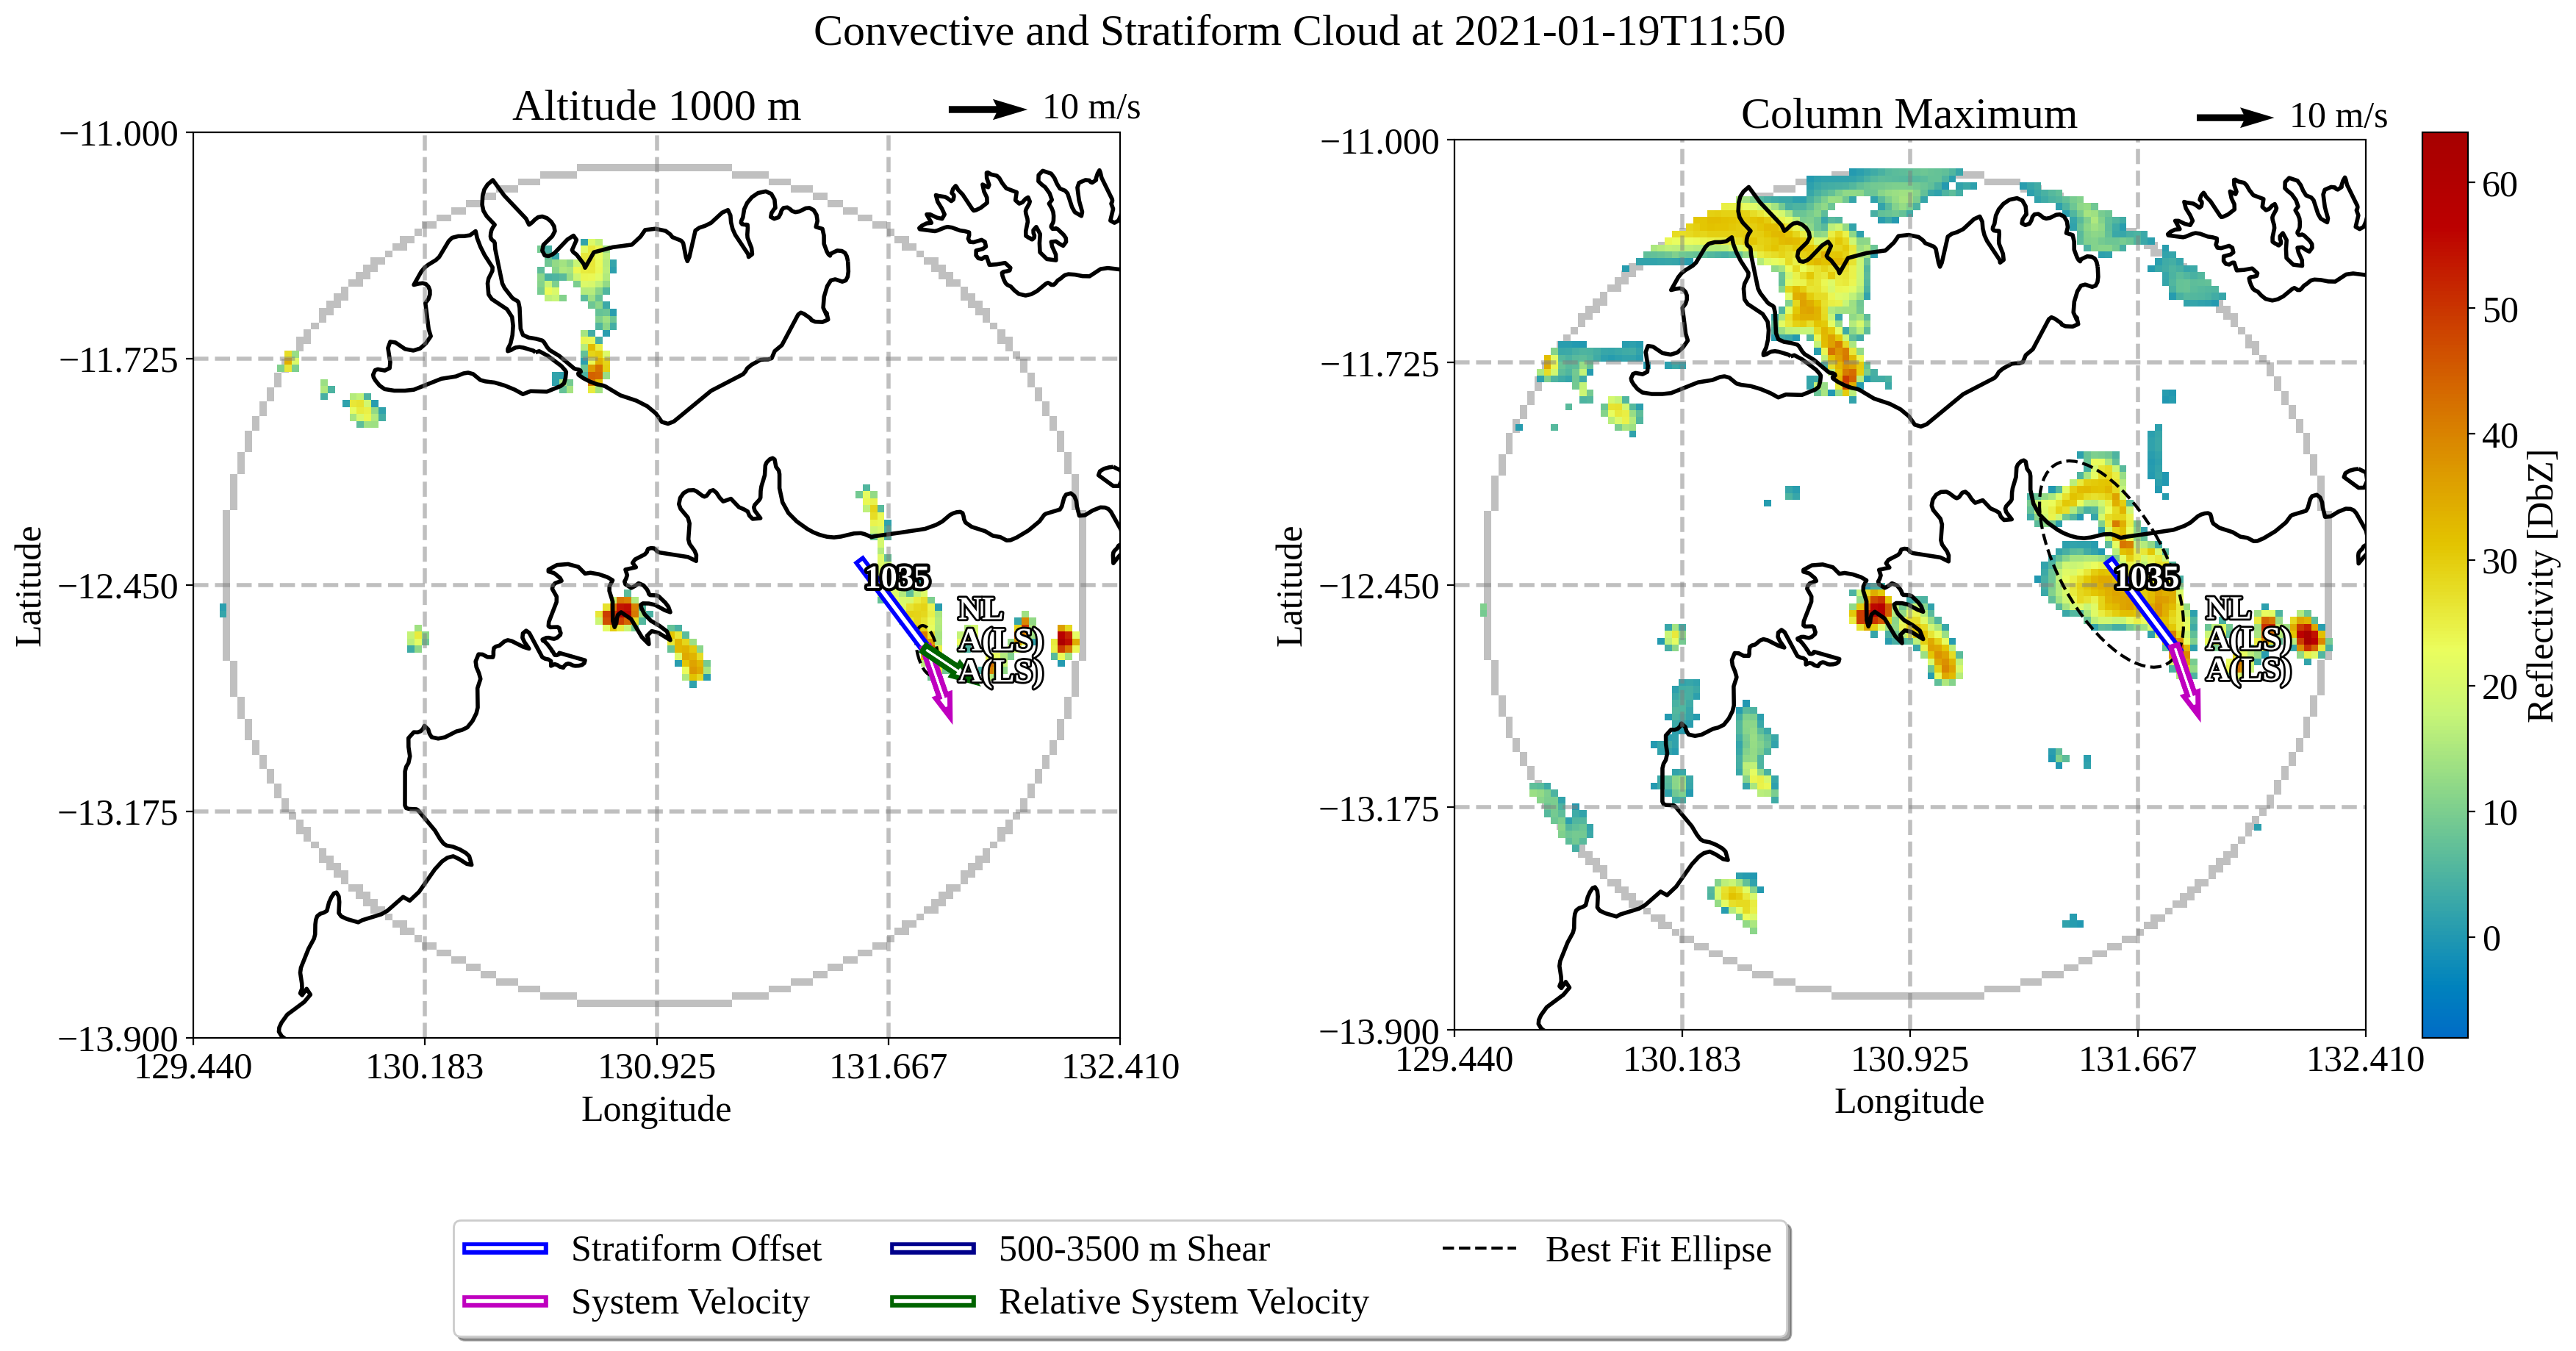 Convective and Stratiform Cloud at 2021-01-19T11:50
Altitude 1000 m
10 m/s
−11.000
−11.725
−12.450
−13.175
−13.900
129.440
130.183
130.925
131.667
132.410
Longitude
Latitude
1035
NL
A(LS)
A(LS)
Column Maximum
10 m/s
−11.000
−11.725
−12.450
−13.175
−13.900
129.440
130.183
130.925
131.667
132.410
Longitude
Latitude
1035
NL
A(LS)
A(LS)
60
50
40
30
20
10
0
Reflectivity [DbZ]
Stratiform Offset
System Velocity
500-3500 m Shear
Relative System Velocity
Best Fit Ellipse